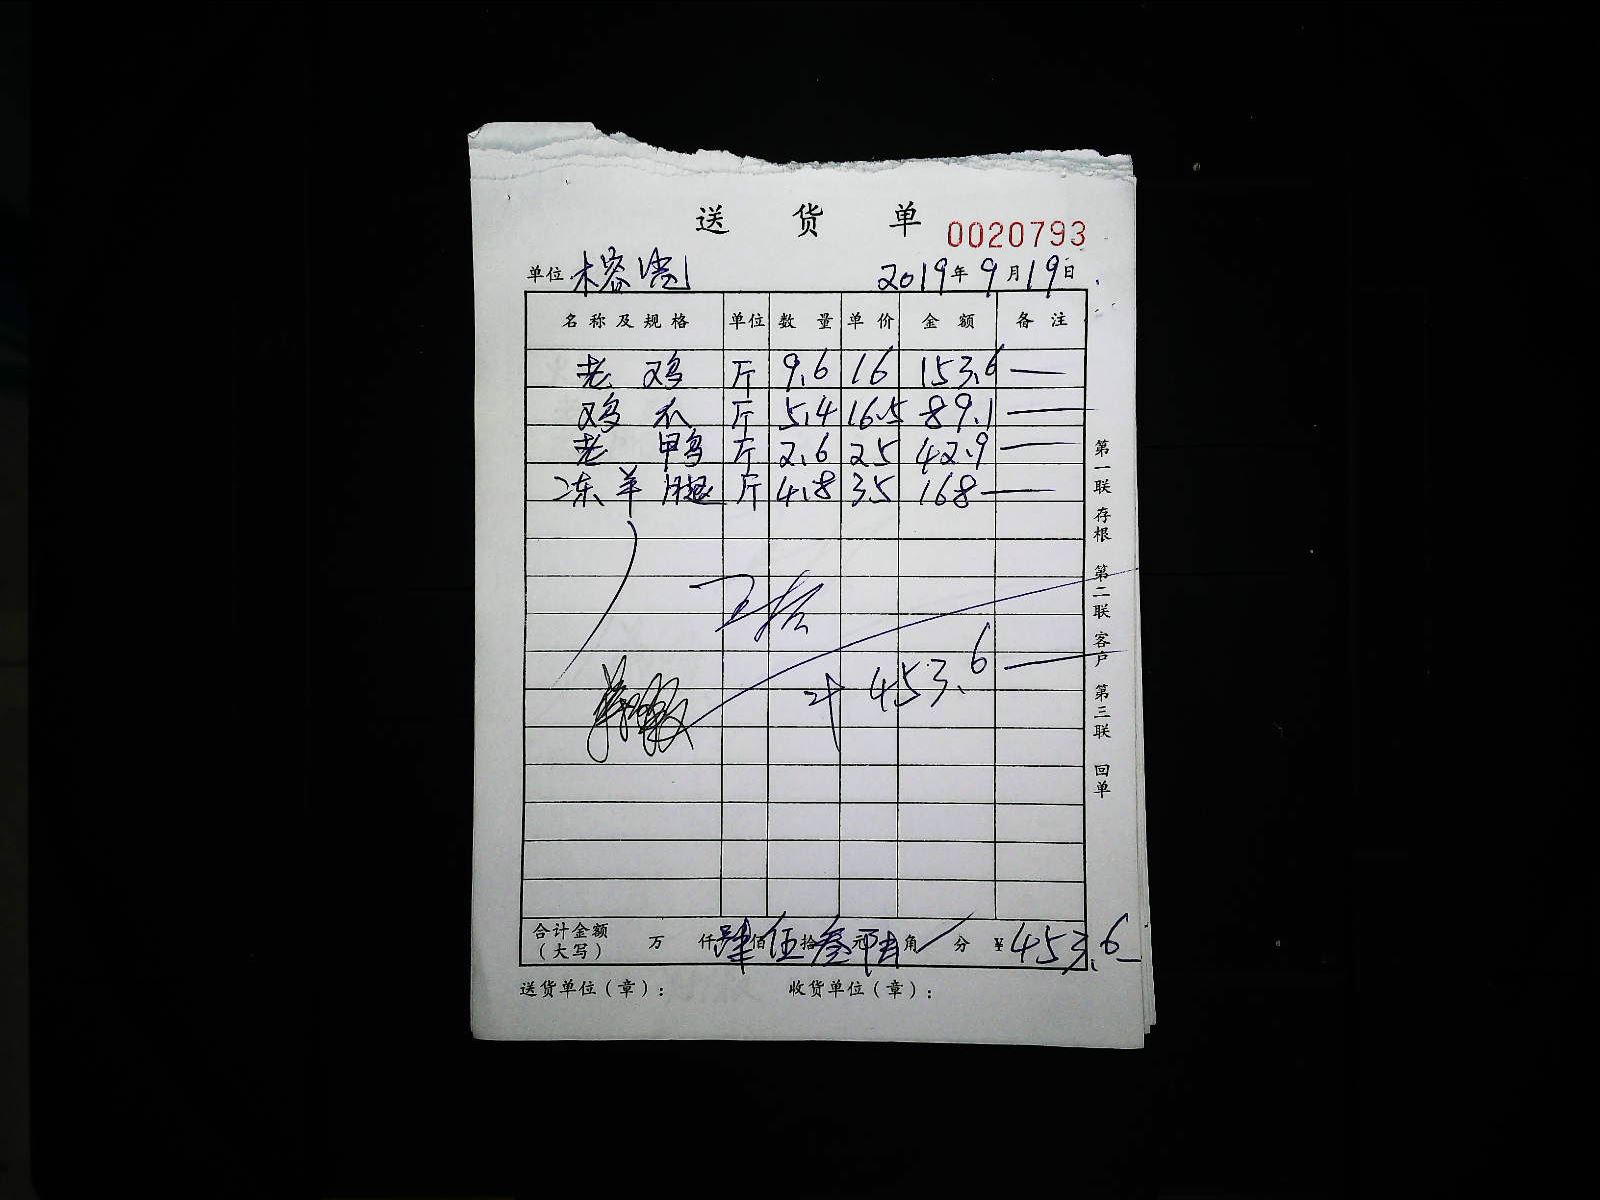 送货单 0020793
单位 榕 2019年9月19日
名称及规格 单位 数量 单价 金额 备注
老鸡 斤 9.6 16 153.6 —
鸡 斤 5.4 16.5 89.1 —
老鸭 斤 2.6 25 42.9 —
冻羊腿 斤 4.8 35 168 —
计 453.6 —
合计金额（大写） 万 仟 肆佰 伍拾 叁元 陆角 分 ¥453.6
送货单位（章）： 收货单位（章）：
第一联 存根 第二联 客户 第三联 回单